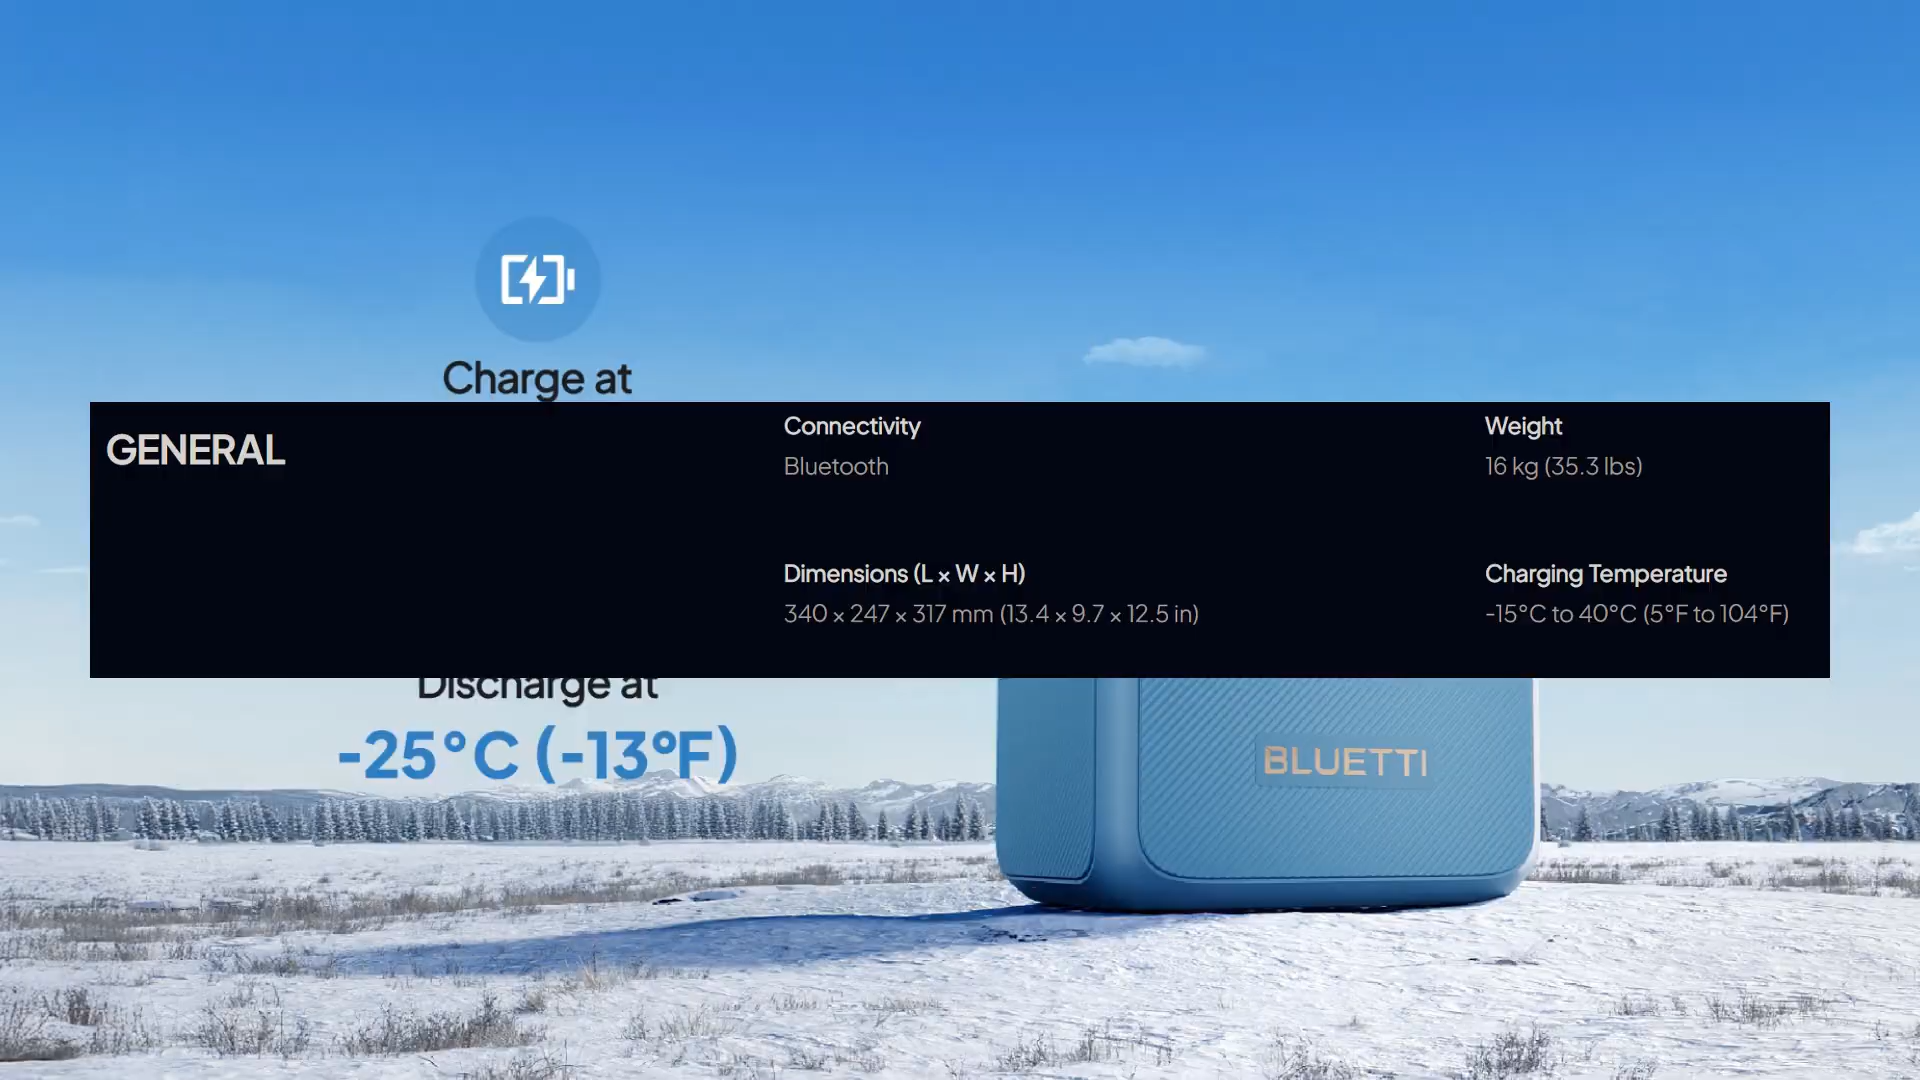 Charge at
GENERAL
Connectivity
Bluetooth
Weight
16 kg (35.3 lbs)
Dimensions (L × W × H)
340 × 247 × 317 mm (13.4 × 9.7 × 12.5 in)
Charging Temperature
-15°C to 40°C (5°F to 104°F)
Discharge at
-25°C (-13°F)
BLUETTI